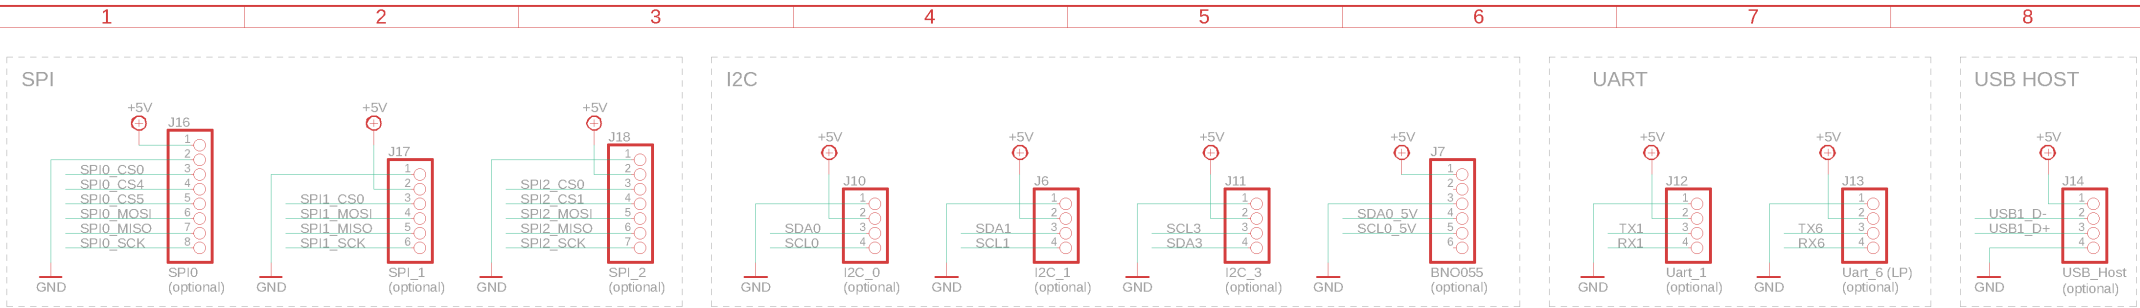 1 2 3 4 5 6 7 8
SPI
+5V
J16
1
2
SPI0_CS0 3
SPI0_CS4 4
SPI0_CS5 5
SPI0_MOSI 6
SPI0_MISO 7
SPI0_SCK 8
GND
SPI0
(optional)
+5V
J17
1
2
SPI1_CS0 3
SPI1_MOSI 4
SPI1_MISO 5
SPI1_SCK 6
GND
SPI_1
(optional)
+5V
J18
1
2
SPI2_CS0 3
SPI2_CS1 4
SPI2_MOSI 5
SPI2_MISO 6
SPI2_SCK 7
GND
SPI_2
(optional)
I2C
+5V
J10
1
2
SDA0 3
SCL0 4
GND
I2C_0
(optional)
+5V
J6
1
2
SDA1 3
SCL1 4
GND
I2C_1
(optional)
+5V
J11
1
2
SCL3 3
SDA3 4
GND
I2C_3
(optional)
+5V
J7
1
2
3
SDA0_5V 4
SCL0_5V 5
6
GND
BNO055
(optional)
UART
+5V
J12
1
2
TX1 3
RX1 4
GND
Uart_1
(optional)
+5V
J13
1
2
TX6 3
RX6 4
GND
Uart_6 (LP)
(optional)
USB HOST
+5V
J14
1
USB1_D- 2
USB1_D+ 3
4
GND
USB_Host
(optional)